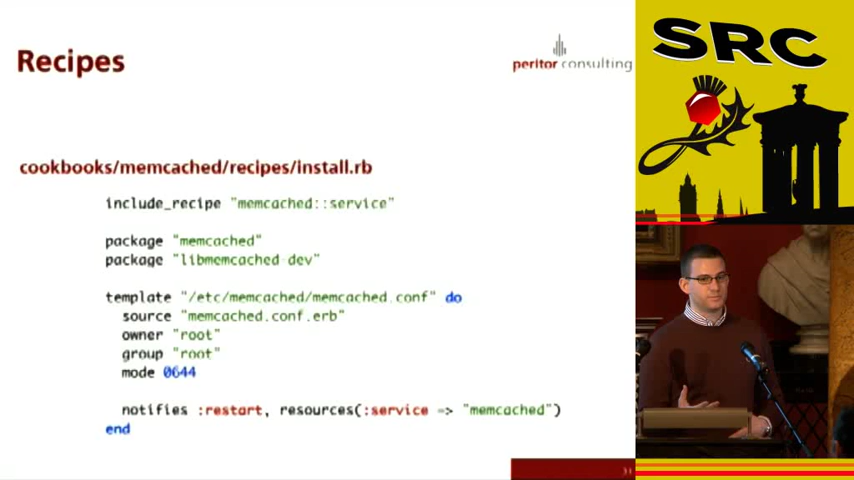 Recipes
peritor consulting
SRC
cookbooks/memcached/recipes/install.rb
include_recipe "memcached::service"
package "memcached"
package "libmemcached-dev"
template "/etc/memcached/memcached.conf" do
source "memcached.conf.erb"
owner "root"
group "root"
mode 0644
notifies :restart, resources(:service => "memcached")
end